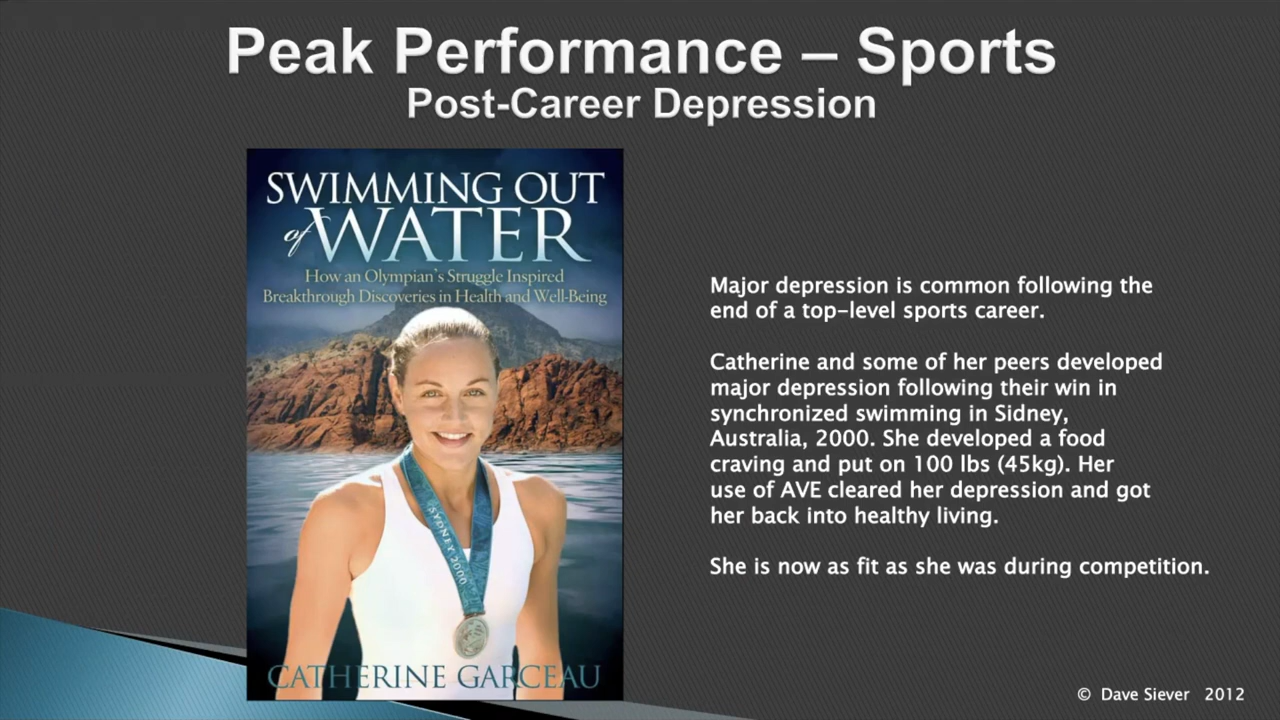 Peak Performance – Sports
Post-Career Depression
SWIMMING OUT
of WATER
How an Olympian's Struggle Inspired
Breakthrough Discoveries in Health and Well-Being
SYDNEY 2000
CATHERINE GARCEAU
Major depression is common following the
end of a top-level sports career.
Catherine and some of her peers developed
major depression following their win in
synchronized swimming in Sidney,
Australia, 2000. She developed a food
craving and put on 100 lbs (45kg). Her
use of AVE cleared her depression and got
her back into healthy living.
She is now as fit as she was during competition.
© Dave Siever 2012